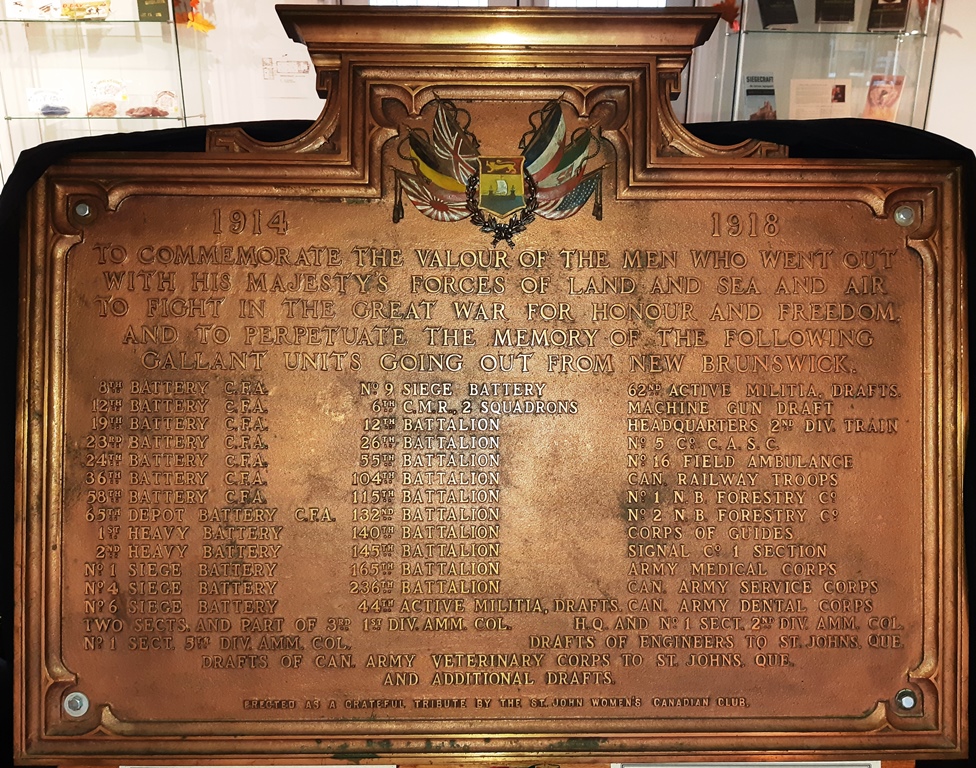 SIEGECRAFT
1914 1918
TO COMMEMORATE THE VALOUR OF THE MEN WHO WENT OUT
WITH HIS MAJESTY'S FORCES OF LAND AND SEA AND AIR
TO FIGHT IN THE GREAT WAR FOR HONOUR AND FREEDOM,
AND TO PERPETUATE THE MEMORY OF THE FOLLOWING
GALLANT UNITS GOING OUT FROM NEW BRUNSWICK.
8TH BATTERY C.F.A.
12TH BATTERY C.F.A.
19TH BATTERY C.F.A.
23RD BATTERY C.F.A.
24TH BATTERY C.F.A.
36TH BATTERY C.F.A.
58TH BATTERY C.F.A.
65TH DEPOT BATTERY C.F.A.
1ST HEAVY BATTERY
2ND HEAVY BATTERY
No 1 SIEGE BATTERY
No 4 SIEGE BATTERY
No 6 SIEGE BATTERY
No 9 SIEGE BATTERY
6TH C.M.R., 2 SQUADRONS
12TH BATTALION
26TH BATTALION
55TH BATTALION
104TH BATTALION
115TH BATTALION
132ND BATTALION
140TH BATTALION
145TH BATTALION
165TH BATTALION
236TH BATTALION
44TH ACTIVE MILITIA, DRAFTS.
62ND ACTIVE MILITIA, DRAFTS.
MACHINE GUN DRAFT
HEADQUARTERS 2ND DIV. TRAIN
No 5 Co C.A.S.C.
No 16 FIELD AMBULANCE
CAN. RAILWAY TROOPS
No 1 N.B. FORESTRY Co
No 2 N.B. FORESTRY Co
CORPS OF GUIDES
SIGNAL Co 1 SECTION
ARMY MEDICAL CORPS
CAN. ARMY SERVICE CORPS
CAN. ARMY DENTAL CORPS
TWO SECTS. AND PART OF 3RD 1ST DIV. AMM. COL. H.Q. AND No 1 SECT. 2ND DIV. AMM. COL.
No 1 SECT. 5TH DIV. AMM. COL. DRAFTS OF ENGINEERS TO ST. JOHNS, QUE.
DRAFTS OF CAN. ARMY VETERINARY CORPS TO ST. JOHNS, QUE.
AND ADDITIONAL DRAFTS.
ERECTED AS A GRATEFUL TRIBUTE BY THE ST. JOHN WOMEN'S CANADIAN CLUB.